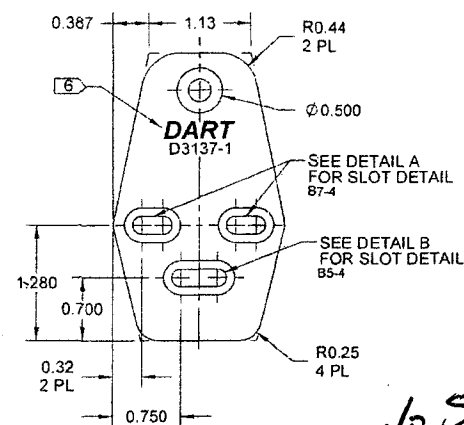 0.387
1.13
R0.44
2 PL
6
Ø0.500
DART
D3137-1
SEE DETAIL A
FOR SLOT DETAIL
B7-4
SEE DETAIL B
FOR SLOT DETAIL
B5-4
1.280
0.700
0.32
2 PL
R0.25
4 PL
0.750